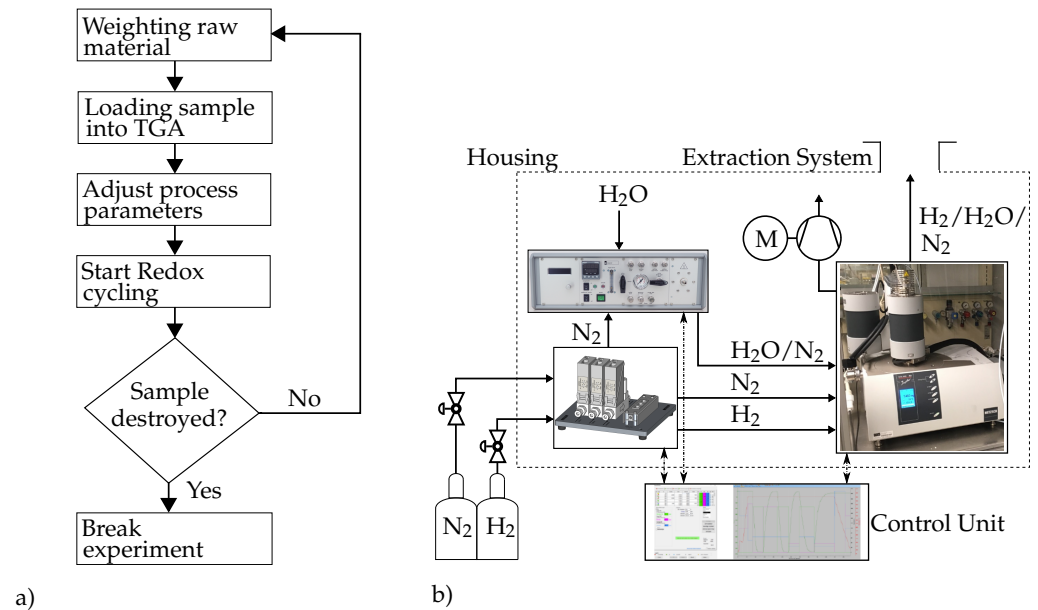 Weighting raw
material
Loading sample
into TGA
Adjust process
parameters
Start Redox
cycling
Sample
destroyed?
No
Yes
Break
experiment
a)
Housing
Extraction System
H₂O
M
H₂/H₂O/
N₂
N₂
H₂O/N₂
N₂
H₂
N₂
H₂
Control Unit
b)